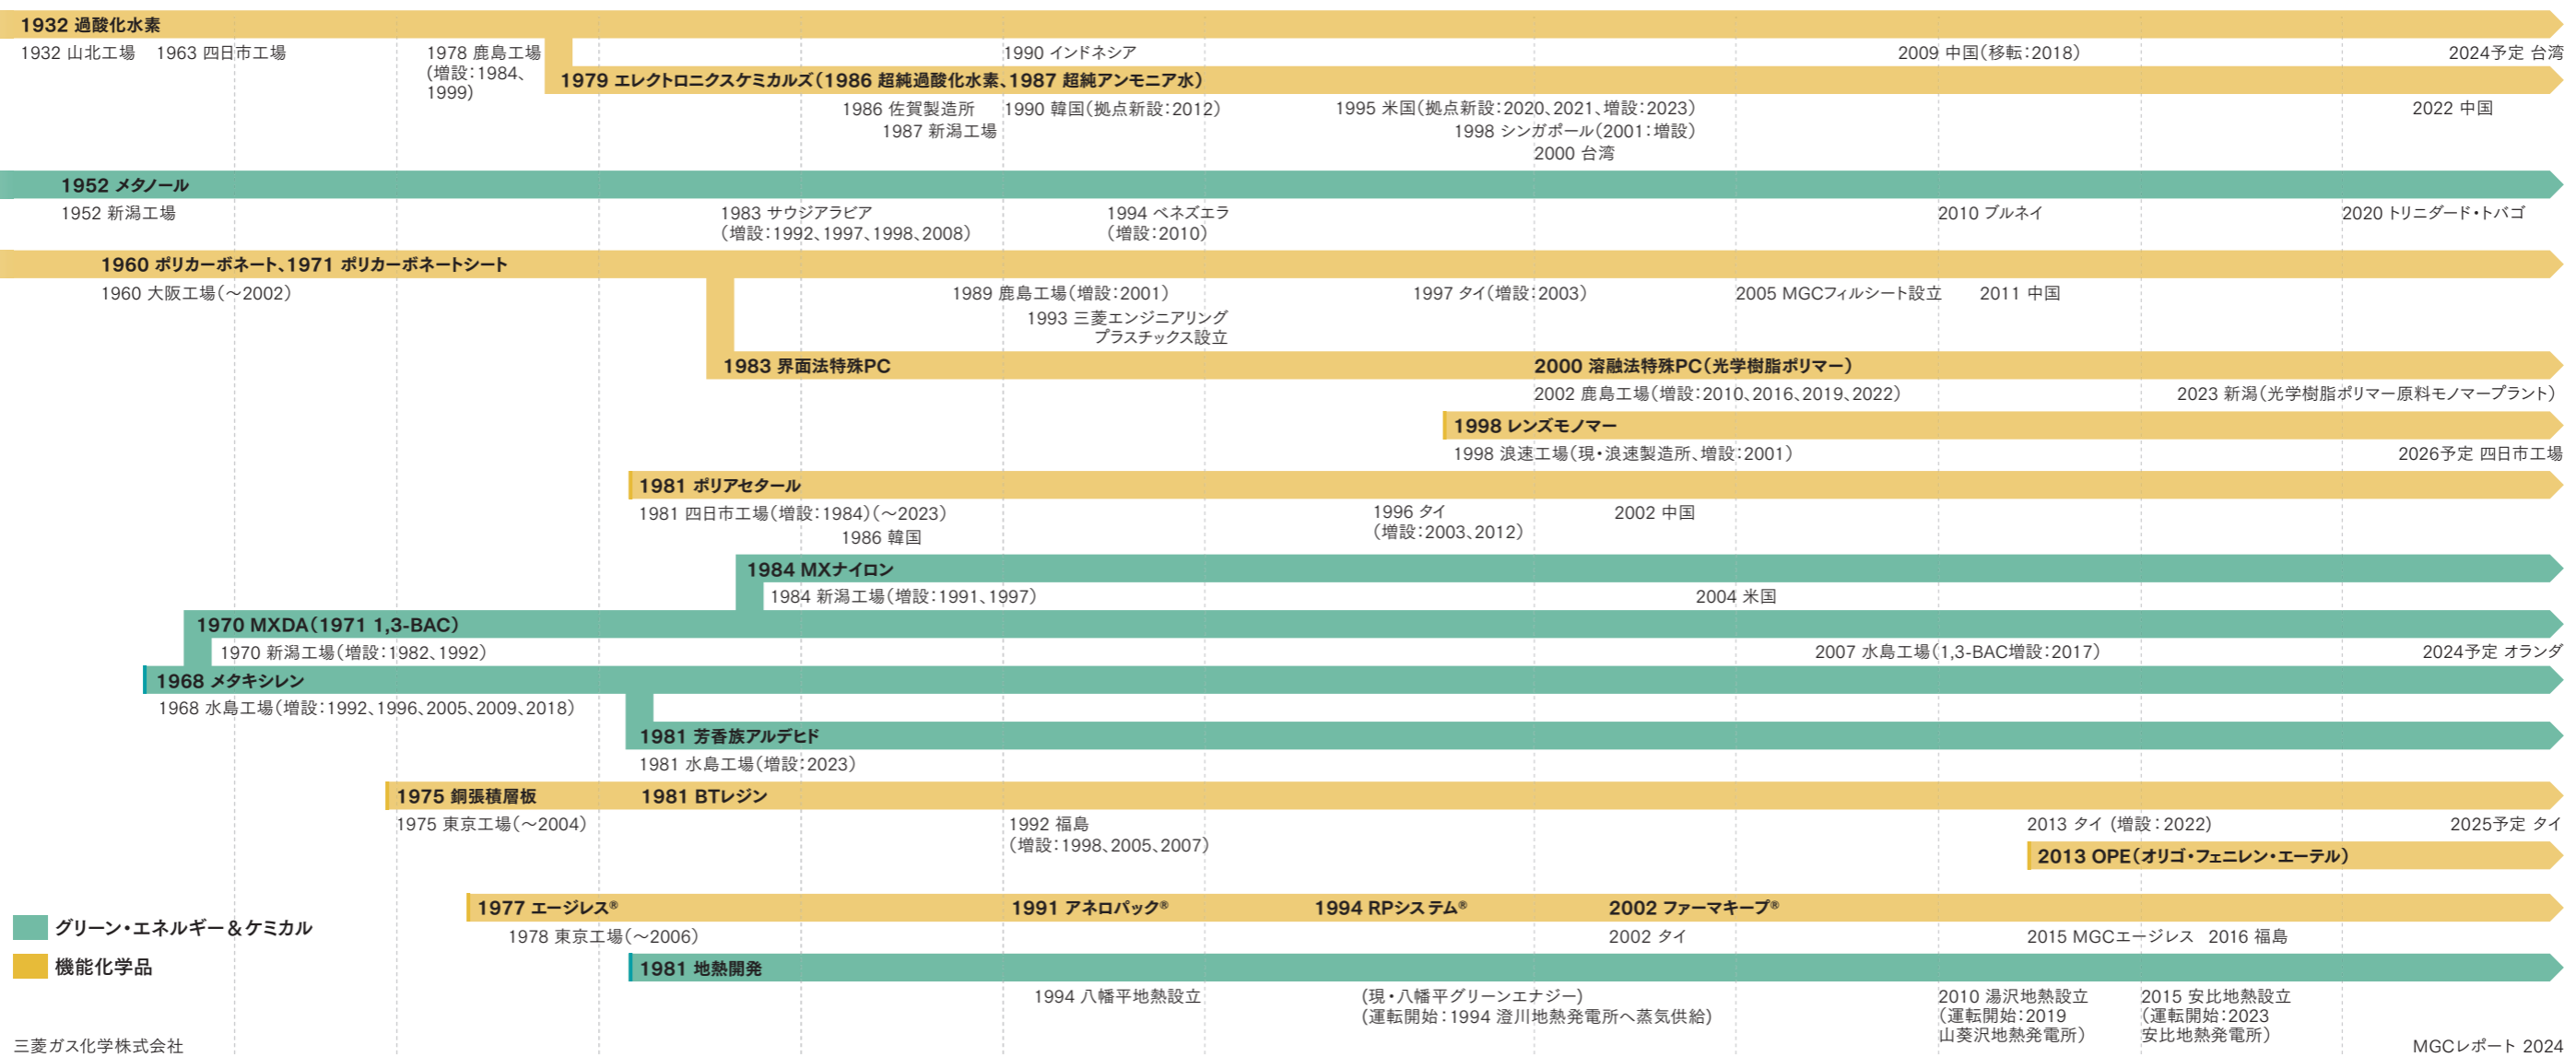 1932 過酸化水素
1932 山北工場 1963 四日市工場
1978 鹿島工場
(増設：1984、
1999)
1990 インドネシア
2009 中国(移転：2018)
2024予定 台湾
1979 エレクトロニクスケミカルズ(1986 超純過酸化水素、1987 超純アンモニア水)
1986 佐賀製造所
1987 新潟工場
1990 韓国(拠点新設：2012)
1995 米国(拠点新設：2020、2021、増設：2023)
1998 シンガポール(2001：増設)
2000 台湾
2022 中国
1952 メタノール
1952 新潟工場
1983 サウジアラビア
(増設：1992、1997、1998、2008)
1994 ベネズエラ
(増設：2010)
2010 ブルネイ
2020 トリニダード・トバゴ
1960 ポリカーボネート、1971 ポリカーボネートシート
1960 大阪工場(～2002)
1989 鹿島工場(増設：2001)
1993 三菱エンジニアリング
プラスチックス設立
1997 タイ(増設：2003)
2005 MGCフィルシート設立
2011 中国
1983 界面法特殊PC
2000 溶融法特殊PC(光学樹脂ポリマー)
2002 鹿島工場(増設：2010、2016、2019、2022)
2023 新潟(光学樹脂ポリマー原料モノマープラント)
1998 レンズモノマー
1998 浪速工場(現・浪速製造所、増設：2001)
2026予定 四日市工場
1981 ポリアセタール
1981 四日市工場(増設：1984)(～2023)
1986 韓国
1996 タイ
(増設：2003、2012)
2002 中国
1984 MXナイロン
1984 新潟工場(増設：1991、1997)
2004 米国
1970 MXDA(1971 1,3-BAC)
1970 新潟工場(増設：1982、1992)
2007 水島工場(1,3-BAC増設：2017)
2024予定 オランダ
1968 メタキシレン
1968 水島工場(増設：1992、1996、2005、2009、2018)
1981 芳香族アルデヒド
1981 水島工場(増設：2023)
1975 銅張積層板
1981 BTレジン
1975 東京工場(～2004)
1992 福島
(増設：1998、2005、2007)
2013 タイ (増設：2022)
2025予定 タイ
2013 OPE(オリゴ・フェニレン・エーテル)
1977 エージレス®
1991 アネロパック®
1994 RPシステム®
2002 ファーマキープ®
1978 東京工場(～2006)
2002 タイ
2015 MGCエージレス 2016 福島
1981 地熱開発
1994 八幡平地熱設立
(現・八幡平グリーンエナジー)
(運転開始：1994 澄川地熱発電所へ蒸気供給)
2010 湯沢地熱設立
(運転開始：2019
山葵沢地熱発電所)
2015 安比地熱設立
(運転開始：2023
安比地熱発電所)
グリーン・エネルギー＆ケミカル
機能化学品
三菱ガス化学株式会社
MGCレポート 2024